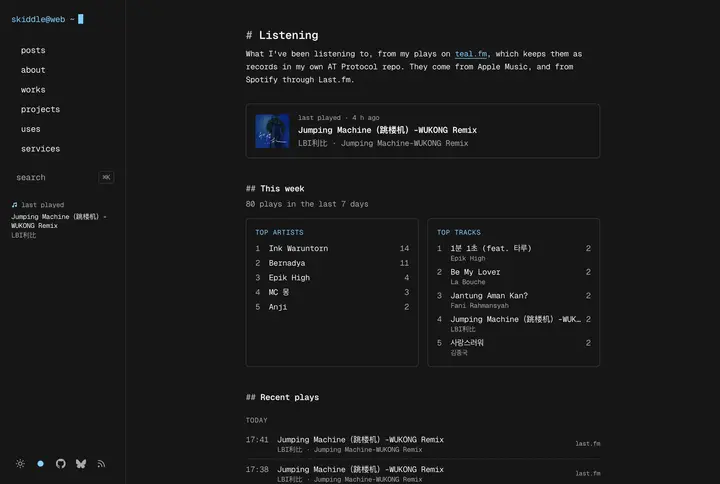 skiddle@web ~
posts
about
works
projects
uses
services
search ⌘K
last played
Jumping Machine (跳楼机) -
WUKONG Remix
LBI利比
# Listening
What I've been listening to, from my plays on teal.fm, which keeps them as
records in my own AT Protocol repo. They come from Apple Music, and from
Spotify through Last.fm.
last played · 4 h ago
Jumping Machine (跳楼机) -WUKONG Remix
LBI利比 · Jumping Machine-WUKONG Remix
## This week
80 plays in the last 7 days
TOP ARTISTS
1 Ink Waruntorn 14
2 Bernadya 11
3 Epik High 4
4 MC 몽 3
5 Anji 2
TOP TRACKS
1 1분 1초 (feat. 타루) 2
Epik High
2 Be My Lover 2
La Bouche
3 Jantung Aman Kan? 2
Fani Rahmansyah
4 Jumping Machine (跳楼机) -WUK… 2
LBI利比
5 사랑스러워 2
김종국
## Recent plays
TODAY
17:41 Jumping Machine (跳楼机) -WUKONG Remix last.fm
LBI利比 · Jumping Machine-WUKONG Remix
17:38 Jumping Machine (跳楼机) -WUKONG Remix last.fm
LBI利比 · Jumping Machine-WUKONG Remix